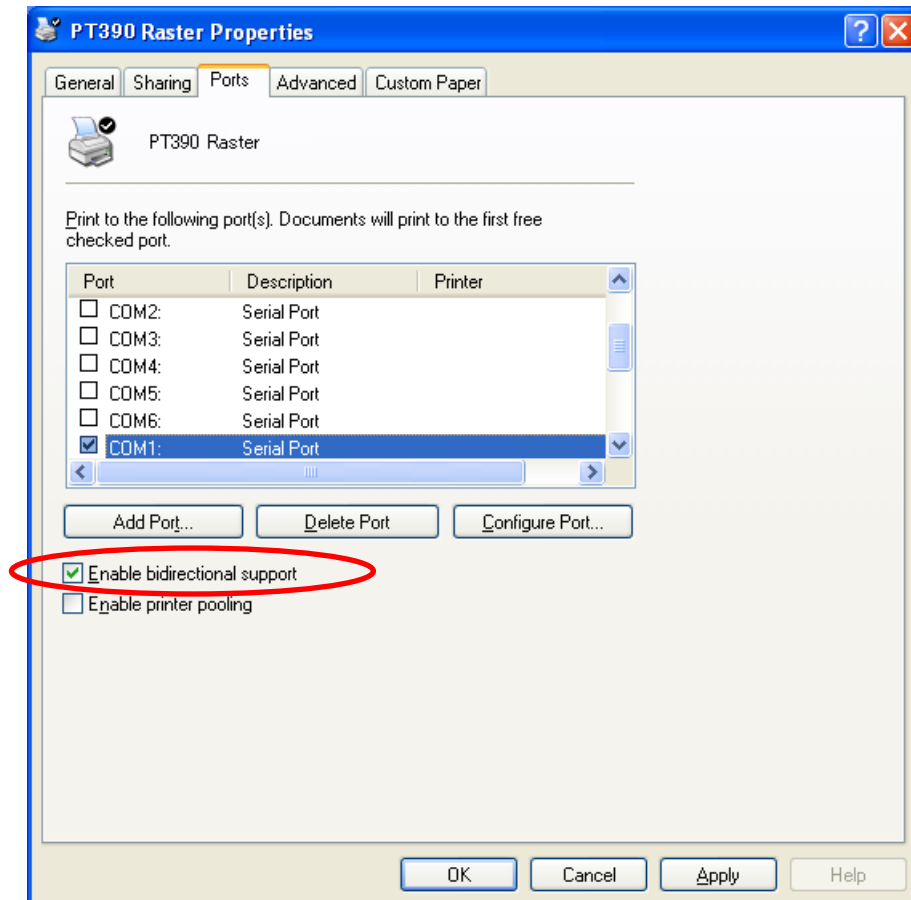 PT390 Raster Properties
General Sharing Ports Advanced Custom Paper
PT390 Raster
Print to the following port(s). Documents will print to the first free
checked port.
Port Description Printer
COM2: Serial Port
COM3: Serial Port
COM4: Serial Port
COM5: Serial Port
COM6: Serial Port
COM1: Serial Port
Add Port... Delete Port Configure Port...
Enable bidirectional support
Enable printer pooling
OK Cancel Apply Help